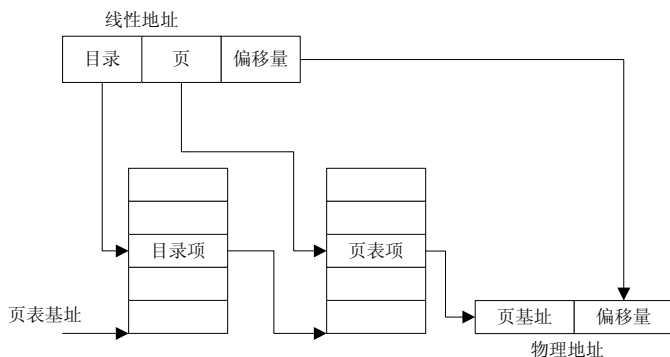 线性地址
目录 页 偏移量
目录项 页表项
页表基址
页基址 偏移量
物理地址